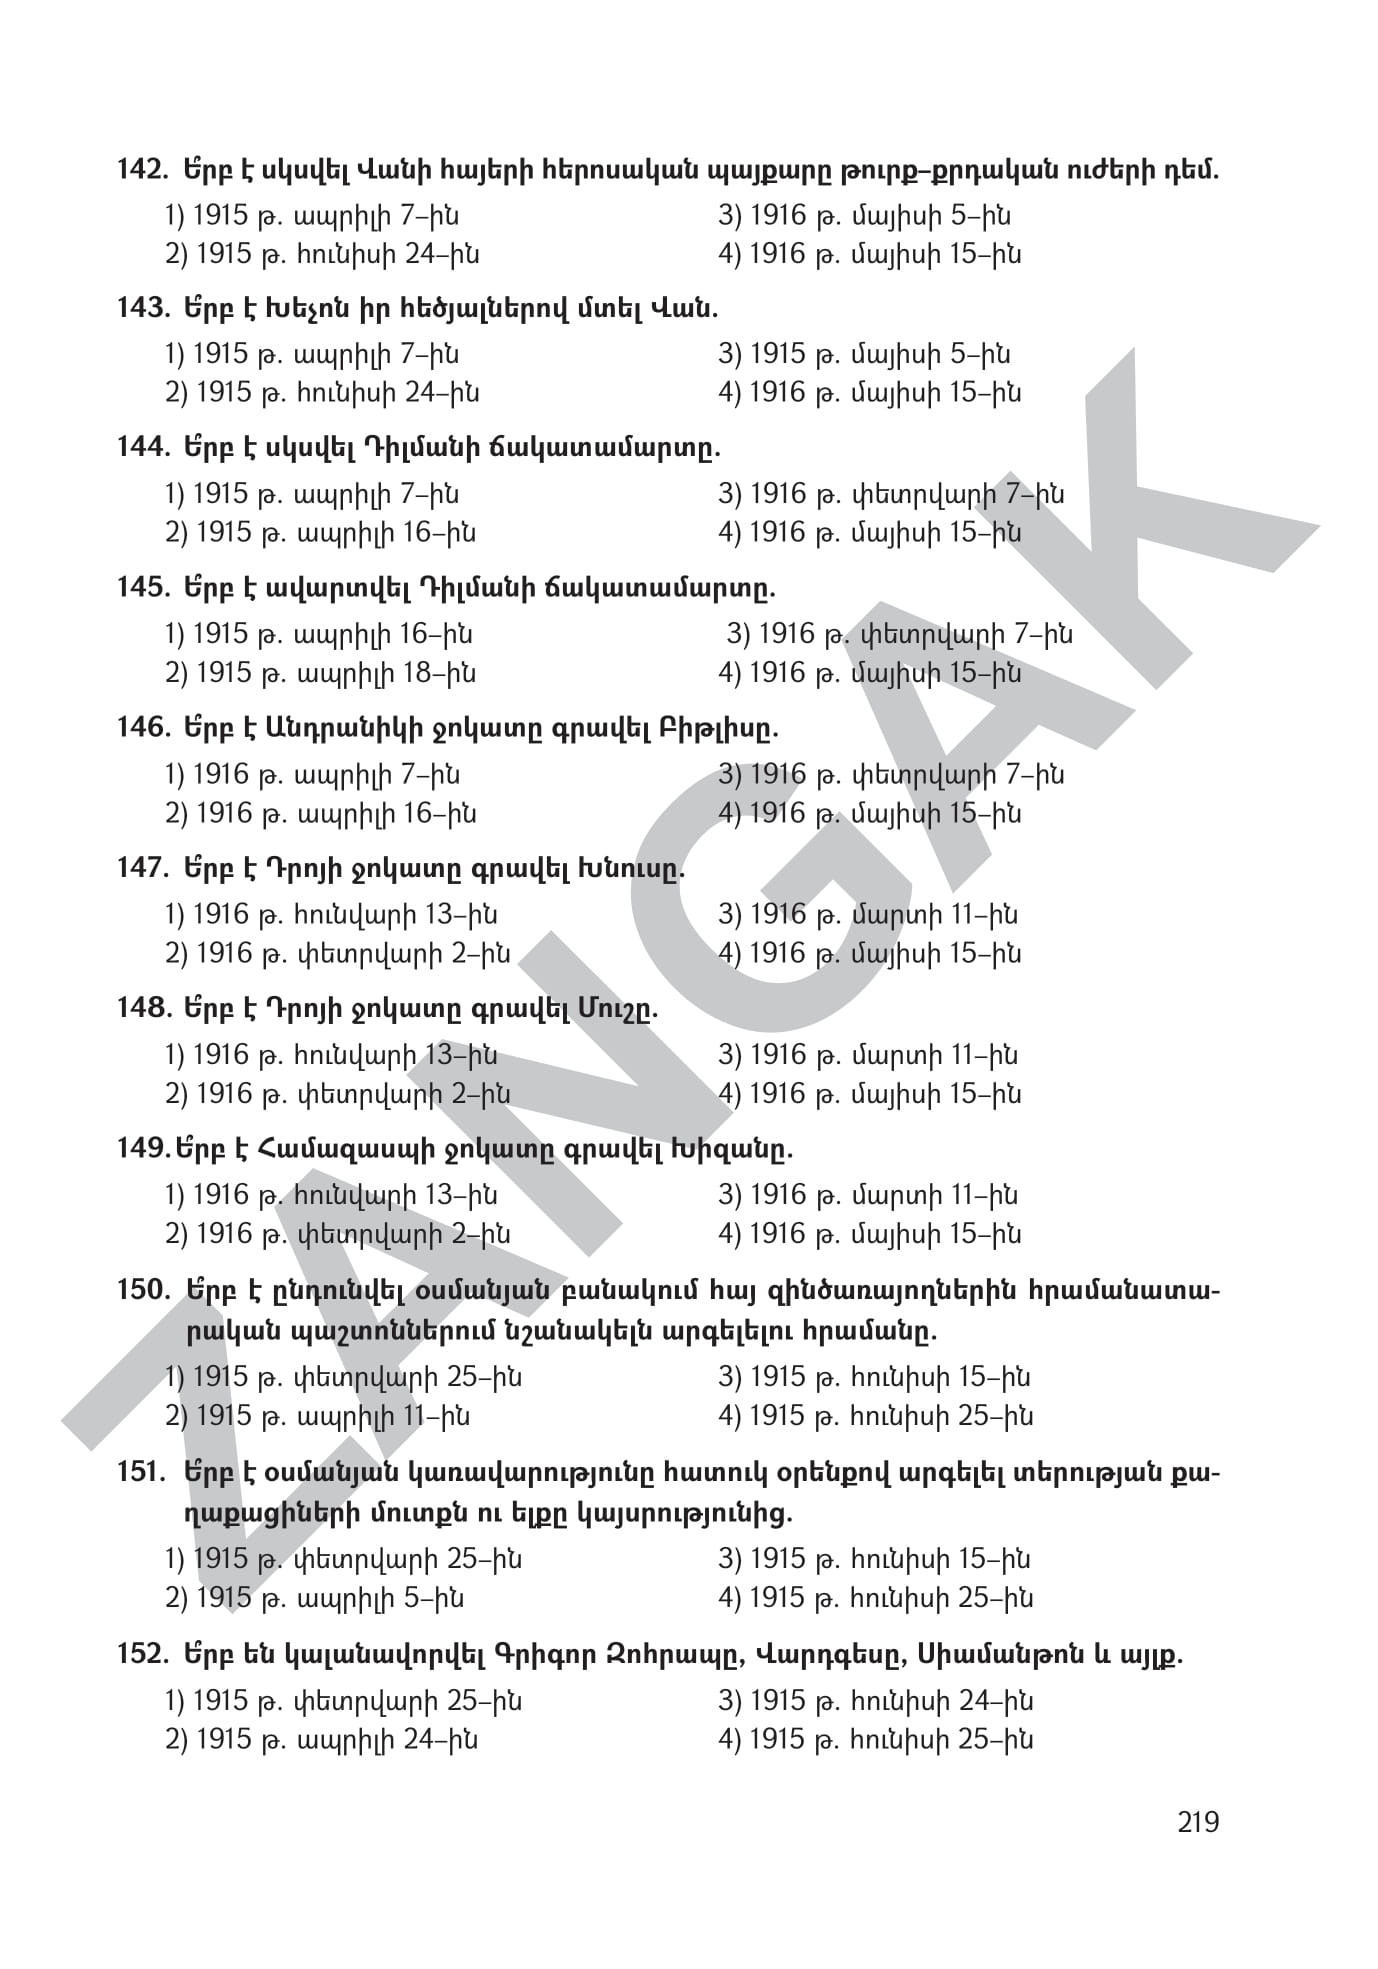 142. Ե՞րբ է սկսվել Վանի հայերի հերոսական պայքարը թուրք–քրդական ուժերի դեմ.
1) 1915 թ. ապրիլի 7–ին 3) 1916 թ. մայիսի 5–ին
2) 1915 թ. հունիսի 24–ին 4) 1916 թ. մայիսի 15–ին
143. Ե՞րբ է Խեչոն իր հեծյալներով մտել Վան.
1) 1915 թ. ապրիլի 7–ին 3) 1915 թ. մայիսի 5–ին
2) 1915 թ. հունիսի 24–ին 4) 1916 թ. մայիսի 15–ին
144. Ե՞րբ է սկսվել Դիլմանի ճակատամարտը.
1) 1915 թ. ապրիլի 7–ին 3) 1916 թ. փետրվարի 7–ին
2) 1915 թ. ապրիլի 16–ին 4) 1916 թ. մայիսի 15–ին
145. Ե՞րբ է ավարտվել Դիլմանի ճակատամարտը.
1) 1915 թ. ապրիլի 16–ին 3) 1916 թ. փետրվարի 7–ին
2) 1915 թ. ապրիլի 18–ին 4) 1916 թ. մայիսի 15–ին
146. Ե՞րբ է Անդրանիկի ջոկատը գրավել Բիթլիսը.
1) 1916 թ. ապրիլի 7–ին 3) 1916 թ. փետրվարի 7–ին
2) 1916 թ. ապրիլի 16–ին 4) 1916 թ. մայիսի 15–ին
147. Ե՞րբ է Դրոյի ջոկատը գրավել Խնուսը.
1) 1916 թ. հունվարի 13–ին 3) 1916 թ. մարտի 11–ին
2) 1916 թ. փետրվարի 2–ին 4) 1916 թ. մայիսի 15–ին
148. Ե՞րբ է Դրոյի ջոկատը գրավել Մուշը.
1) 1916 թ. հունվարի 13–ին 3) 1916 թ. մարտի 11–ին
2) 1916 թ. փետրվարի 2–ին 4) 1916 թ. մայիսի 15–ին
149. Ե՞րբ է Համազասպի ջոկատը գրավել Խիզանը.
1) 1916 թ. հունվարի 13–ին 3) 1916 թ. մարտի 11–ին
2) 1916 թ. փետրվարի 2–ին 4) 1916 թ. մայիսի 15–ին
150. Ե՞րբ է ընդունվել օսմանյան բանակում հայ զինծառայողներին հրամանատա-
րական պաշտոններում նշանակելն արգելելու հրամանը.
1) 1915 թ. փետրվարի 25–ին 3) 1915 թ. հունիսի 15–ին
2) 1915 թ. ապրիլի 11–ին 4) 1915 թ. հունիսի 25–ին
151. Ե՞րբ է օսմանյան կառավարությունը հատուկ օրենքով արգելել տերության քա-
ղաքացիների մուտքն ու ելքը կայսրությունից.
1) 1915 թ. փետրվարի 25–ին 3) 1915 թ. հունիսի 15–ին
2) 1915 թ. ապրիլի 5–ին 4) 1915 թ. հունիսի 25–ին
152. Ե՞րբ են կալանավորվել Գրիգոր Զոհրապը, Վարդգեսը, Սիամանթոն և այլք.
1) 1915 թ. փետրվարի 25–ին 3) 1915 թ. հունիսի 24–ին
2) 1915 թ. ապրիլի 24–ին 4) 1915 թ. հունիսի 25–ին
219
ZANGAK